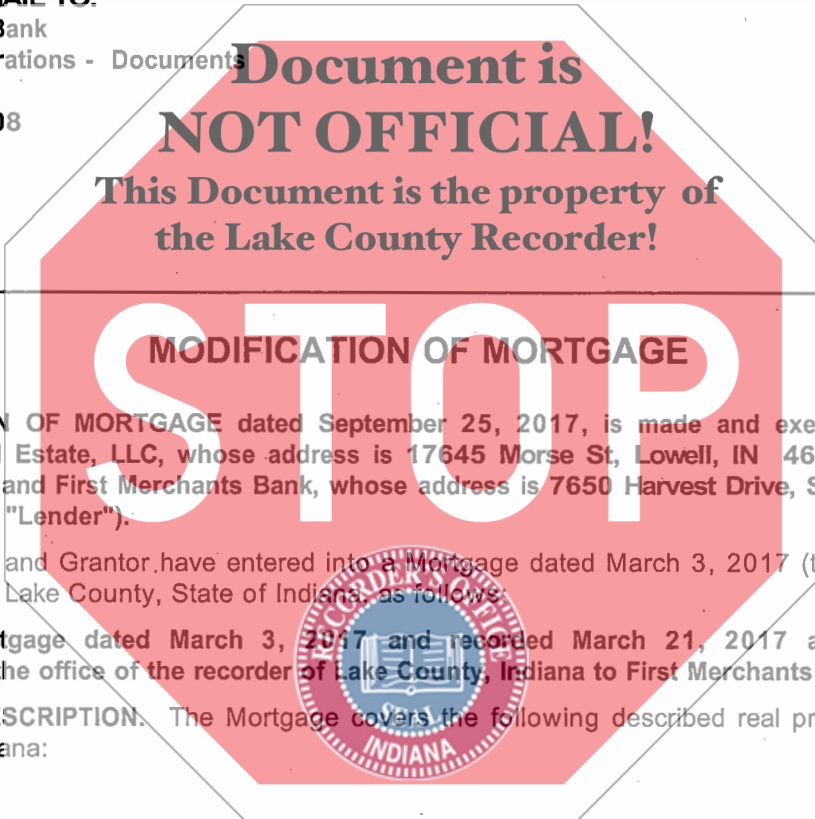 AIL TO:
Bank
rations - Documents
08
Document is
NOT OFFICIAL!
This Document is the property of
the Lake County Recorder!
STOP
MODIFICATION OF MORTGAGE
N OF MORTGAGE dated September 25, 2017, is made and exe
Estate, LLC, whose address is 17645 Morse St, Lowell, IN 46
and First Merchants Bank, whose address is 7650 Harvest Drive, S
"Lender").
and Grantor have entered into a Mortgage dated March 3, 2017 (t
Lake County, State of Indiana, as follows:
tgage dated March 3, 2017 and recorded March 21, 2017 a
he office of the recorder of Lake County, Indiana to First Merchants
SCRIPTION. The Mortgage covers the following described real pr
ana:
RECORDER'S OFFICE
SEAL
INDIANA